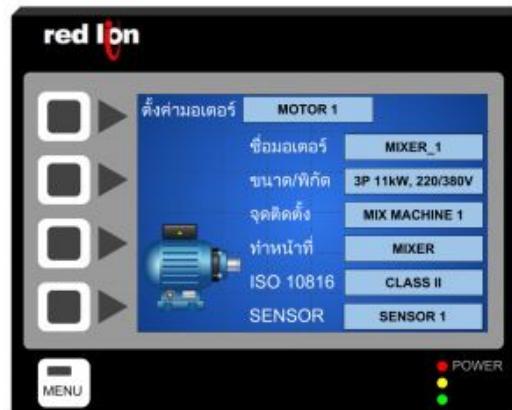 red lion
ตั้งค่ามอเตอร์ MOTOR 1
ชื่อมอเตอร์ MIXER_1
ขนาด/พิกัด 3P 11kW, 220/380V
จุดติดตั้ง MIX MACHINE 1
ทำหน้าที่ MIXER
ISO 10816 CLASS II
SENSOR SENSOR 1
MENU
POWER